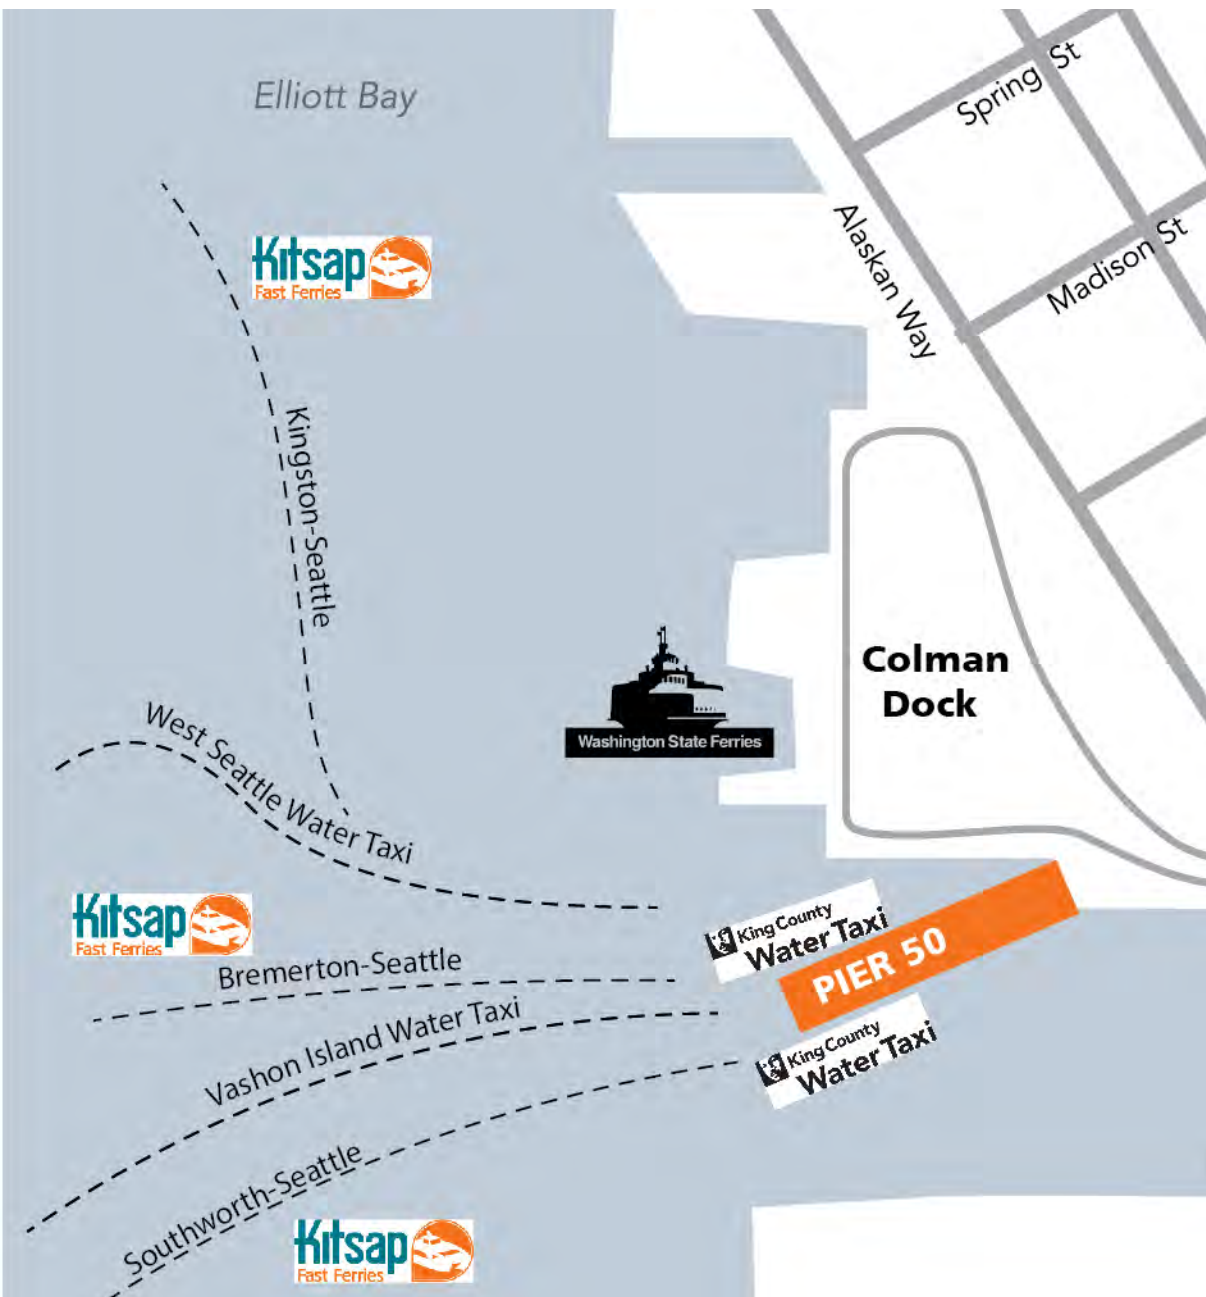 Elliott Bay
Spring St
Madison St
Alaskan Way
Kitsap
Fast Ferries
Kingston-Seattle
Colman
Dock
Washington State Ferries
West Seattle Water Taxi
Kitsap
Fast Ferries
King County
Water Taxi
PIER 50
Bremerton-Seattle
Vashon Island Water Taxi
King County
Water Taxi
Southworth-Seattle
Kitsap
Fast Ferries